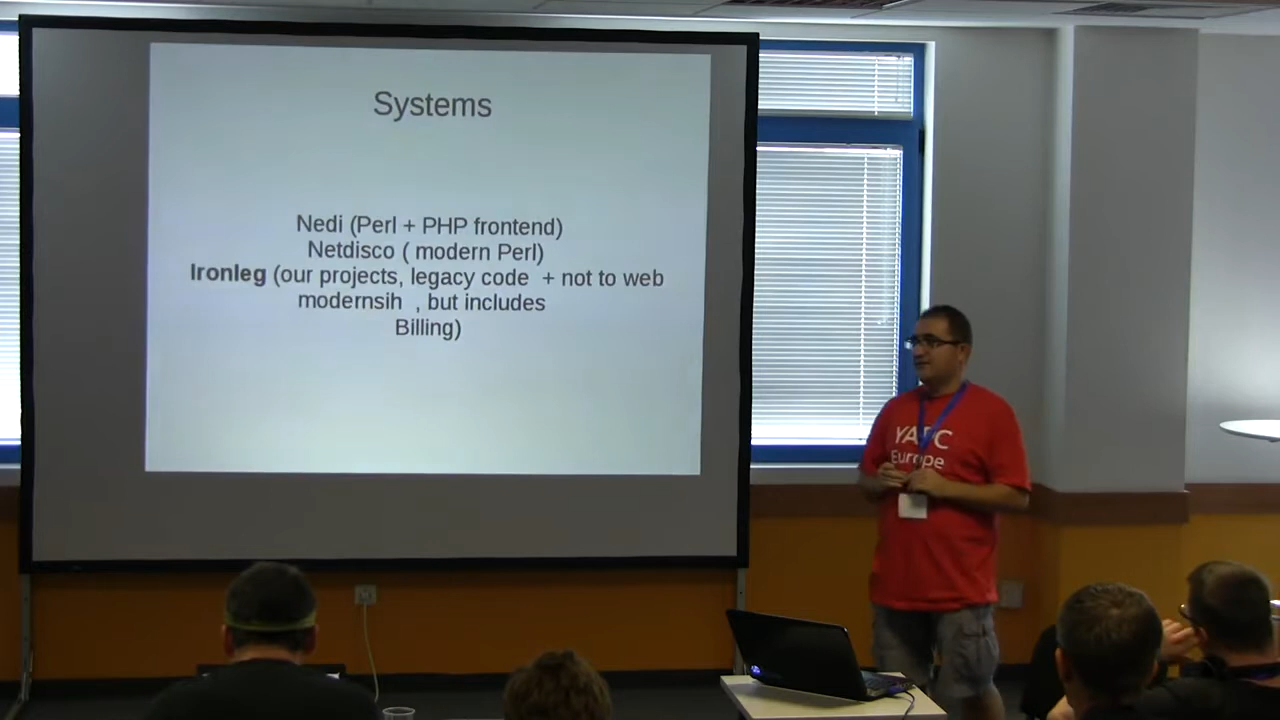 Systems
Nedi (Perl + PHP frontend)
Netdisco ( modern Perl)
Ironleg (our projects, legacy code + not to web
modernsih , but includes
Billing)
YAPC
Europe